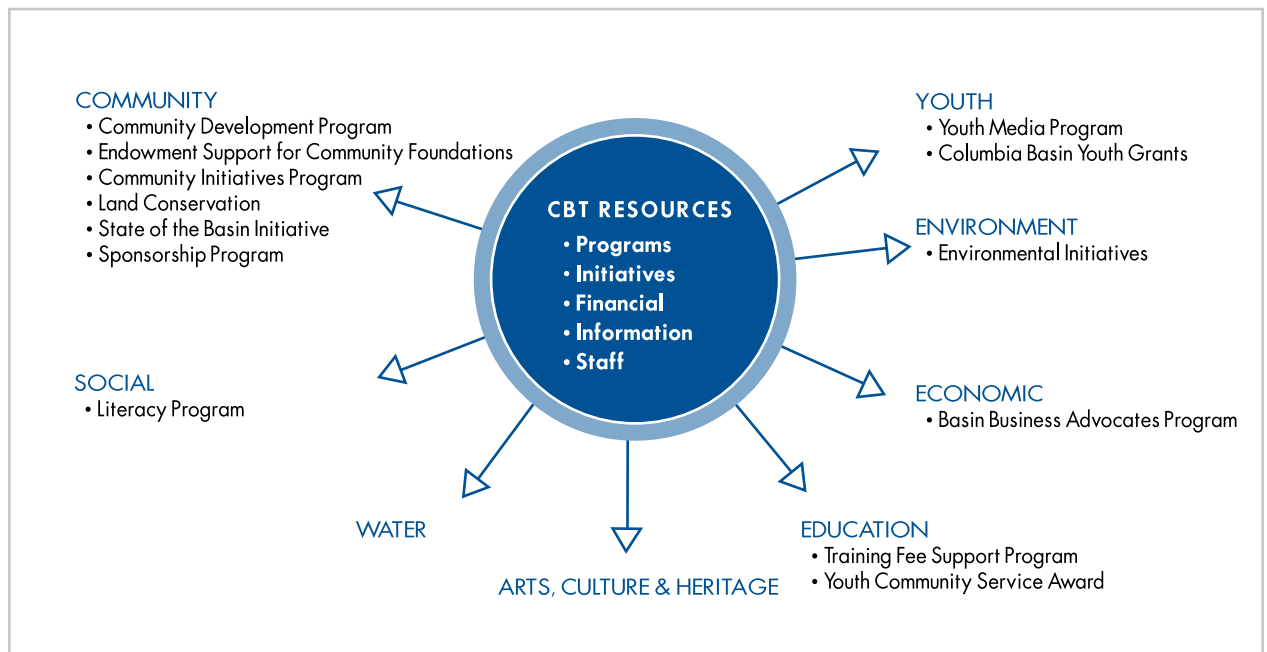 COMMUNITY
• Community Development Program
• Endowment Support for Community Foundations
• Community Initiatives Program
• Land Conservation
• State of the Basin Initiative
• Sponsorship Program
SOCIAL
• Literacy Program
WATER
ARTS, CULTURE & HERITAGE
CBT RESOURCES
• Programs
• Initiatives
• Financial
• Information
• Staff
YOUTH
• Youth Media Program
• Columbia Basin Youth Grants
ENVIRONMENT
• Environmental Initiatives
ECONOMIC
• Basin Business Advocates Program
EDUCATION
• Training Fee Support Program
• Youth Community Service Award